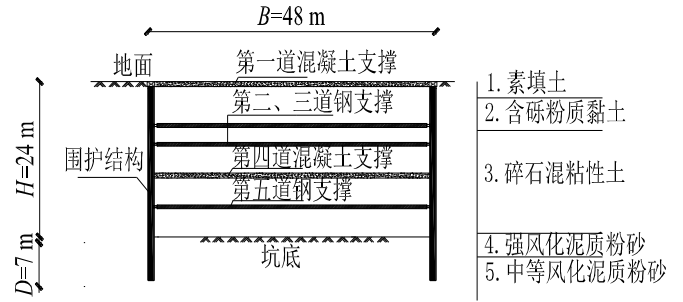 B=48 m
地面
第一道混凝土支撑
第二、三道钢支撑
围护结构
第四道混凝土支撑
第五道钢支撑
坑底
H=24 m
D=7 m
1.素填土
2.含砾粉质黏土
3.碎石混粘性土
4.强风化泥质粉砂
5.中等风化泥质粉砂